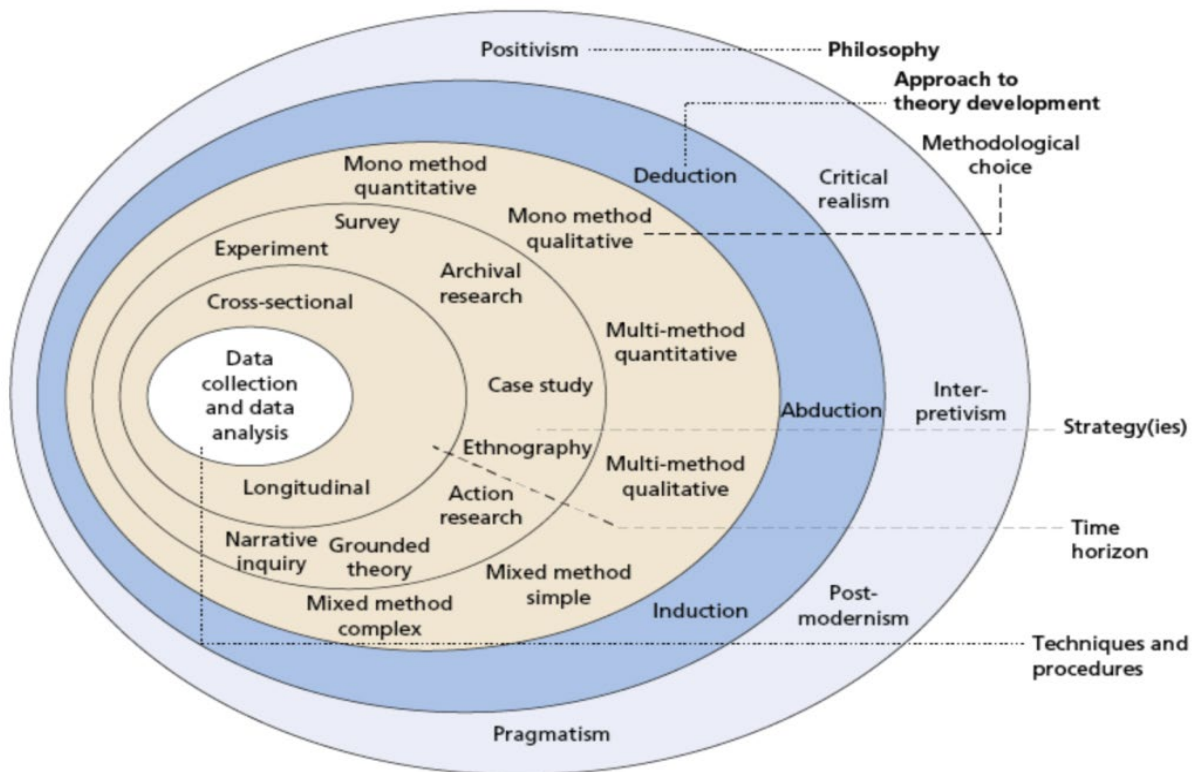 Positivism
Philosophy
Approach to
theory development
Methodological
choice
Mono method
quantitative
Deduction
Critical
realism
Survey
Mono method
qualitative
Experiment
Archival
research
Cross-sectional
Multi-method
quantitative
Data
collection
and data
analysis
Case study
Abduction
Inter-
pretivism
Strategy(ies)
Ethnography
Multi-method
qualitative
Longitudinal
Action
research
Time
horizon
Narrative
inquiry
Grounded
theory
Mixed method
simple
Mixed method
complex
Induction
Post-
modernism
Techniques and
procedures
Pragmatism